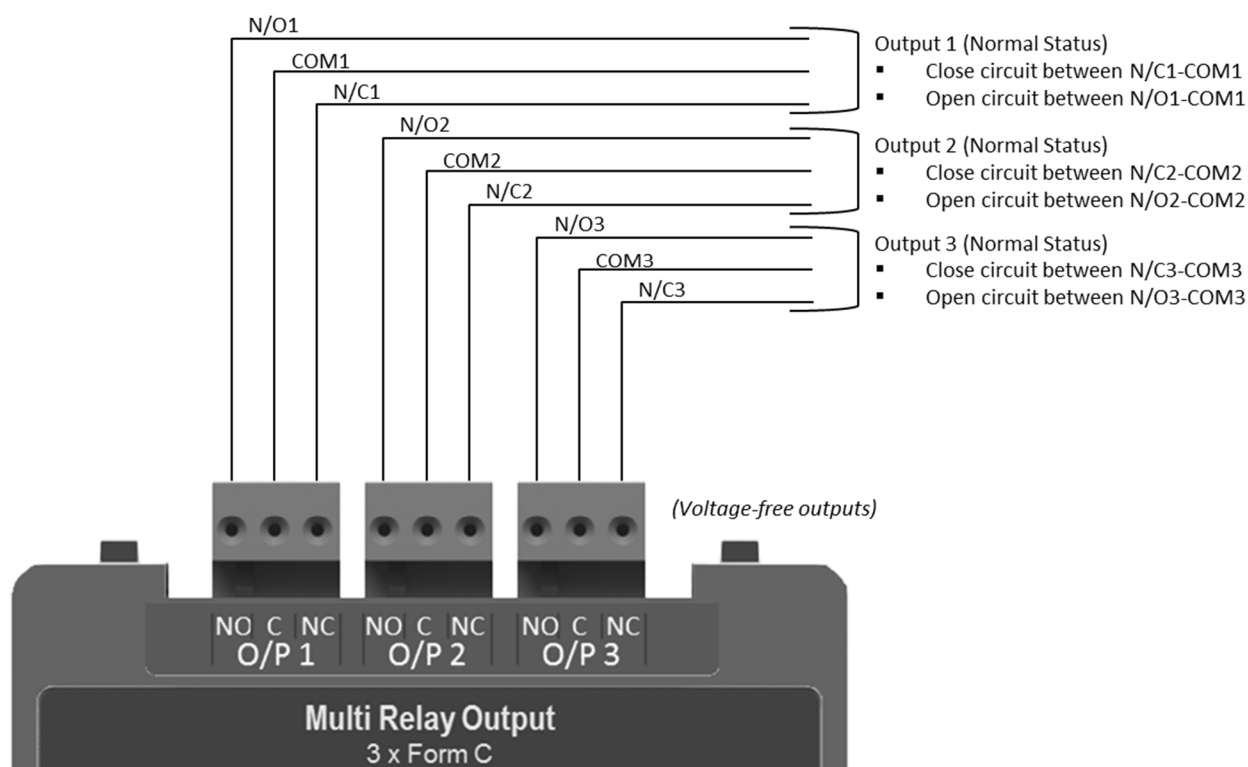 N/O1
COM1
N/C1
Output 1 (Normal Status)
▪ Close circuit between N/C1-COM1
▪ Open circuit between N/O1-COM1
N/O2
COM2
N/C2
Output 2 (Normal Status)
▪ Close circuit between N/C2-COM2
▪ Open circuit between N/O2-COM2
N/O3
COM3
N/C3
Output 3 (Normal Status)
▪ Close circuit between N/C3-COM3
▪ Open circuit between N/O3-COM3
(Voltage-free outputs)
NO C NC NO C NC NO C NC
O/P 1 O/P 2 O/P 3
Multi Relay Output
3 x Form C